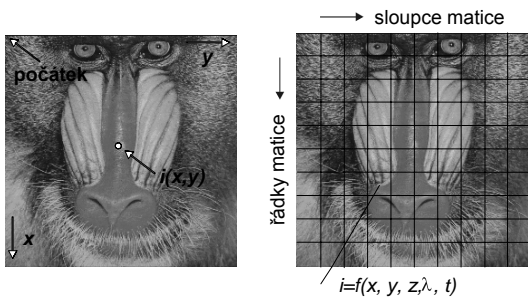 počátek
y
i(x,y)
x
sloupce matice
řádky matice
i=f(x, y, z,λ, t)